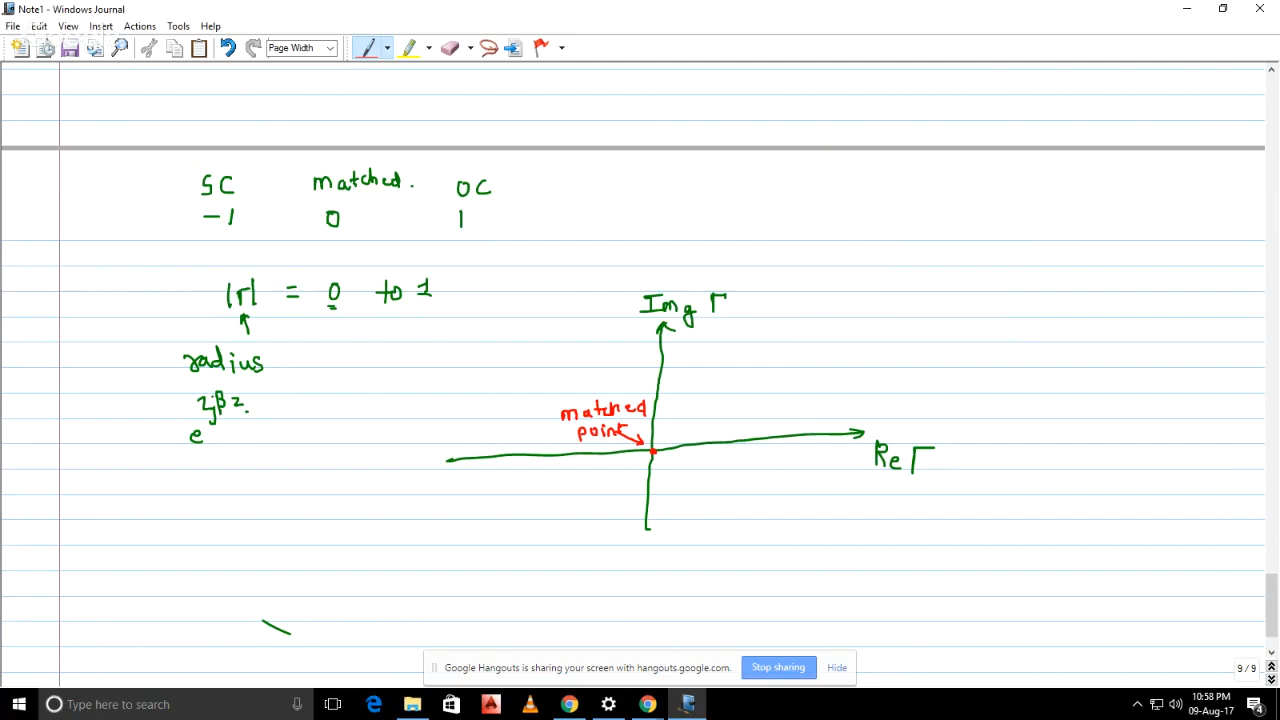 Note1 - Windows Journal
File Edit View Insert Actions Tools Help
Page Width
SC matched. OC
-1 0 1
|Γ| = 0 to 1
Img Γ
radius
matched
point
e^{2jβz}
Re Γ
Google Hangouts is sharing your screen with hangouts.google.com. Stop sharing Hide
9 / 9
Type here to search
10:58 PM
09-Aug-17
4